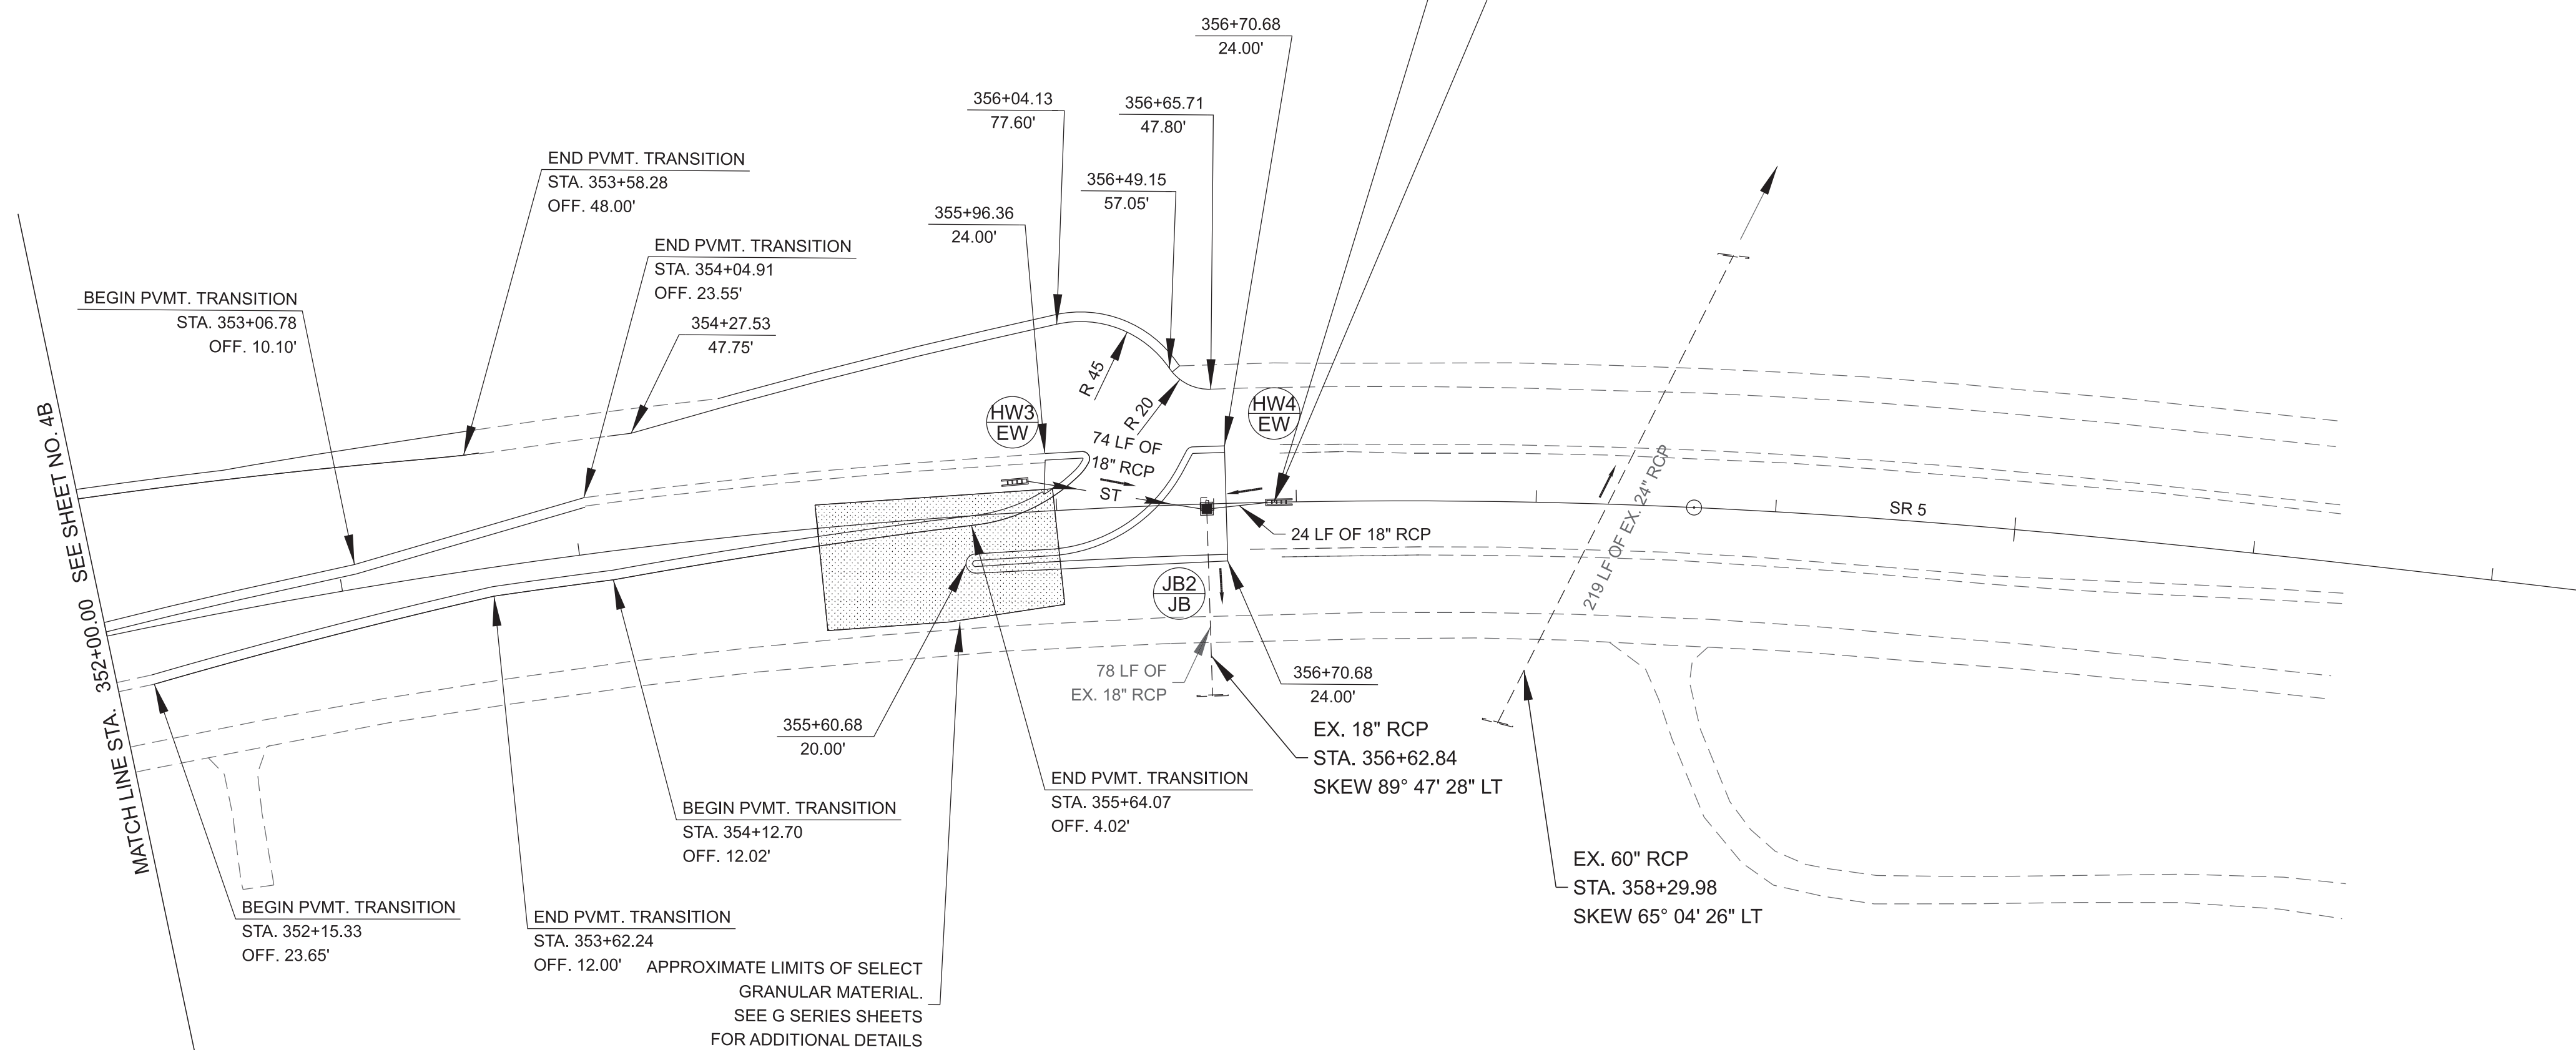 356+70.68
24.00'
356+04.13
77.60'
356+65.71
47.80'
END PVMT. TRANSITION
STA. 353+58.28
OFF. 48.00'
356+49.15
57.05'
355+96.36
24.00'
END PVMT. TRANSITION
STA. 354+04.91
OFF. 23.55'
BEGIN PVMT. TRANSITION
STA. 353+06.78
OFF. 10.10'
354+27.53
47.75'
R 45
R 20
HW3
EW
HW4
EW
74 LF OF
18" RCP
ST
SR 5
24 LF OF 18" RCP
219 LF OF EX. 24" RCP
JB2
JB
MATCH LINE STA. 352+00.00 SEE SHEET NO. 4B
78 LF OF
EX. 18" RCP
356+70.68
24.00'
355+60.68
20.00'
EX. 18" RCP
STA. 356+62.84
SKEW 89° 47' 28" LT
END PVMT. TRANSITION
STA. 355+64.07
OFF. 4.02'
BEGIN PVMT. TRANSITION
STA. 354+12.70
OFF. 12.02'
EX. 60" RCP
STA. 358+29.98
SKEW 65° 04' 26" LT
BEGIN PVMT. TRANSITION
STA. 352+15.33
OFF. 23.65'
END PVMT. TRANSITION
STA. 353+62.24
OFF. 12.00'
APPROXIMATE LIMITS OF SELECT
GRANULAR MATERIAL.
SEE G SERIES SHEETS
FOR ADDITIONAL DETAILS